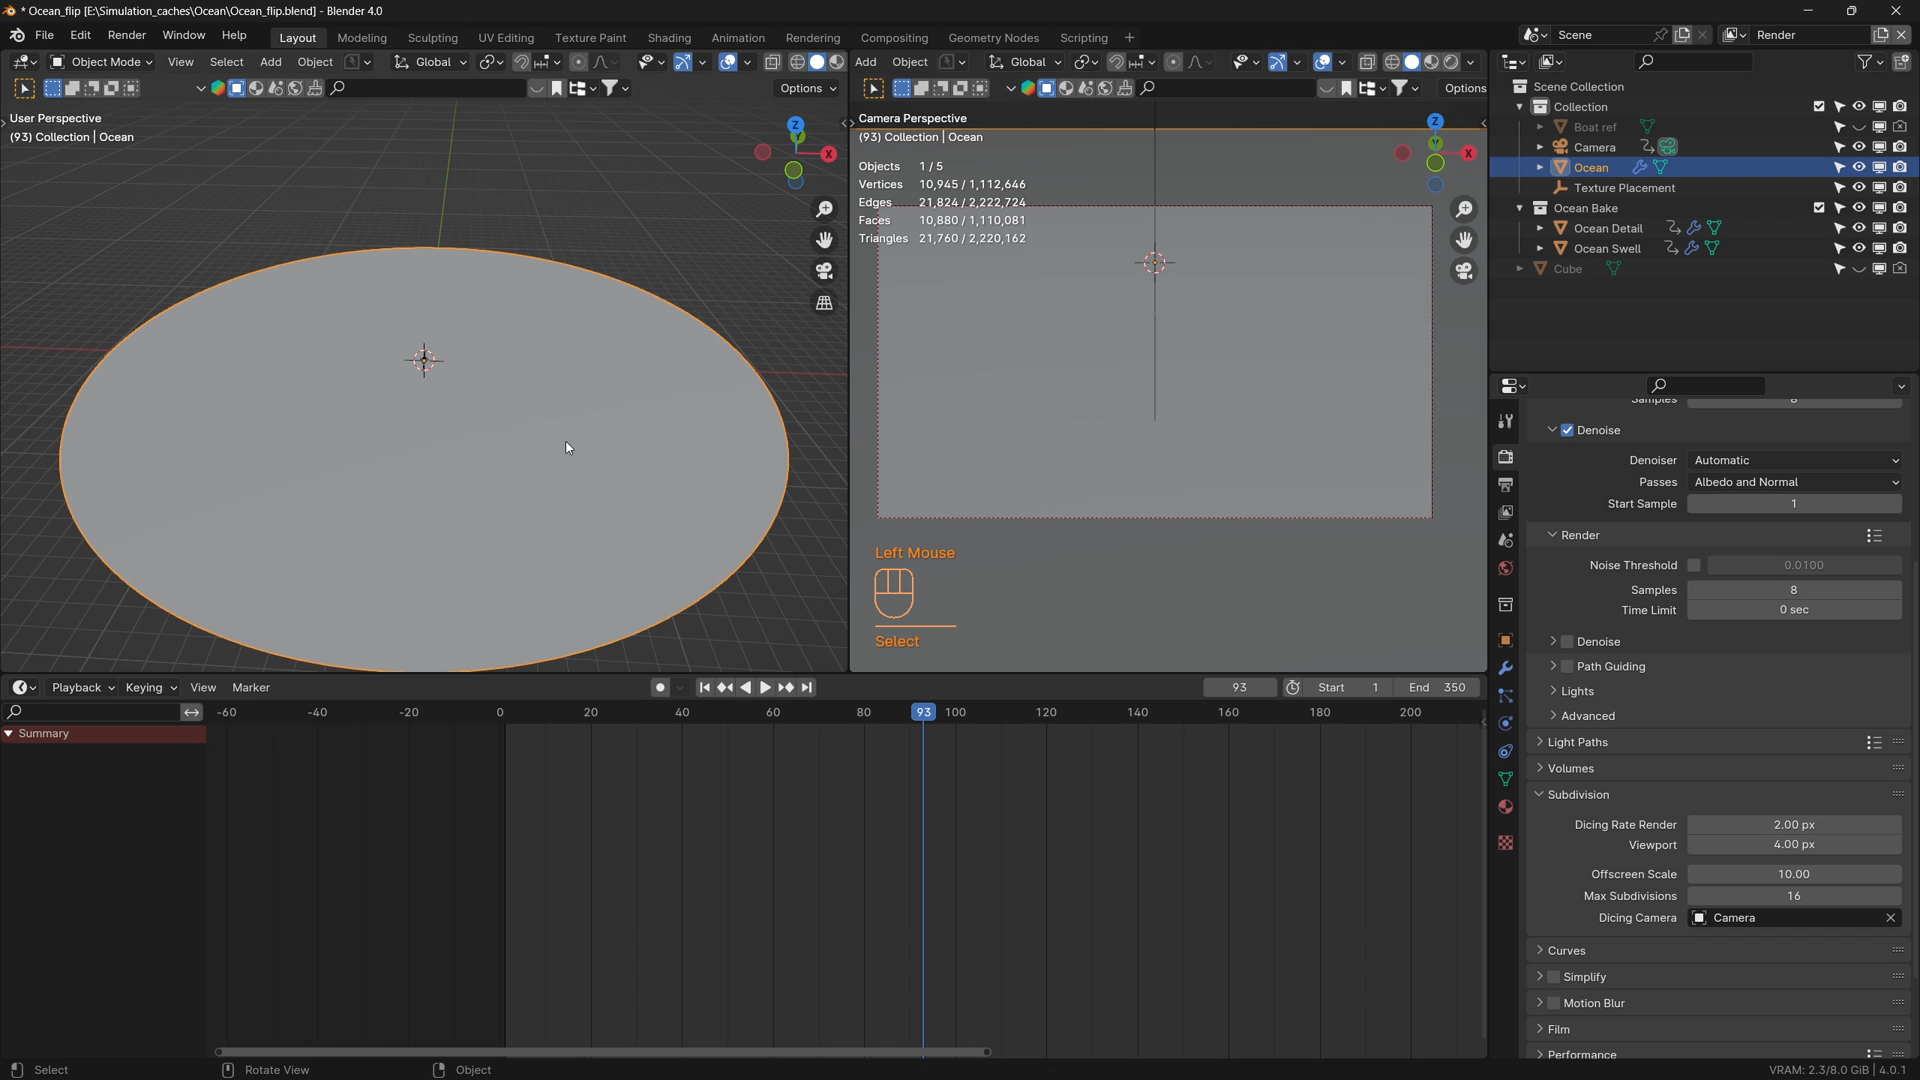 * Ocean_flip [E:\Simulation_caches\Ocean\Ocean_flip.blend] - Blender 4.0
File Edit Render Window Help Layout Modeling Sculpting UV Editing Texture Paint Shading Animation Rendering Compositing Geometry Nodes Scripting + Scene Render
Object Mode View Select Add Object Global Add Object Global
Options Options
User Perspective
(93) Collection | Ocean
Z
X
Y
Camera Perspective
(93) Collection | Ocean
Objects 1 / 5
Vertices 10,945 / 1,112,646
Edges 21,824 / 2,222,724
Faces 10,880 / 1,110,081
Triangles 21,760 / 2,220,162
Z
X
Y
Left Mouse
Select
Scene Collection
Collection
Boat ref
Camera
Ocean
Texture Placement
Ocean Bake
Ocean Detail
Ocean Swell
Cube
Samples 8
Denoise
Denoiser Automatic
Passes Albedo and Normal
Start Sample 1
Render
Noise Threshold 0.0100
Samples 8
Time Limit 0 sec
Denoise
Path Guiding
Lights
Advanced
Light Paths
Volumes
Subdivision
Dicing Rate Render 2.00 px
Viewport 4.00 px
Offscreen Scale 10.00
Max Subdivisions 16
Dicing Camera Camera
Curves
Simplify
Motion Blur
Film
Performance
Playback Keying View Marker 93 Start 1 End 350
-60 -40 -20 0 20 40 60 80 93 100 120 140 160 180 200
Summary
Select Rotate View Object VRAM: 2.3/8.0 GiB | 4.0.1